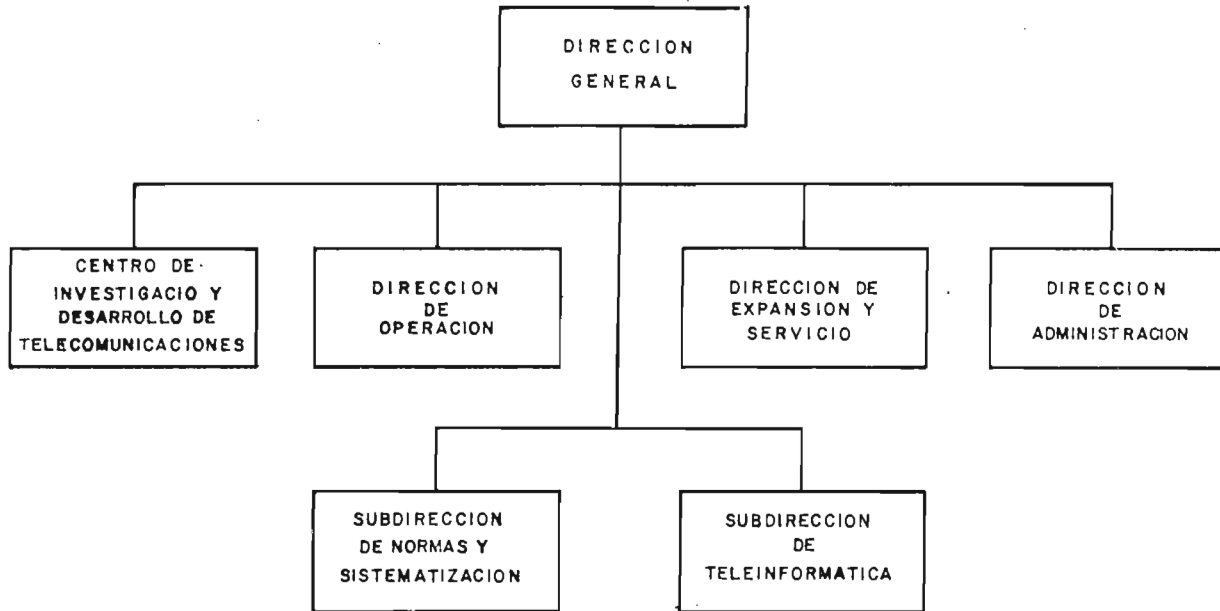 DIRECCION
GENERAL
CENTRO DE
INVESTIGACIO Y
DESARROLLO DE
TELECOMUNICACIONES
DIRECCION
DE
OPERACION
DIRECCION DE
EXPANSION Y
SERVICIO
DIRECCION
DE
ADMINISTRACION
SUBDIRECCION
DE NORMAS Y
SISTEMATIZACION
SUBDIRECCION
DE
TELEINFORMATICA